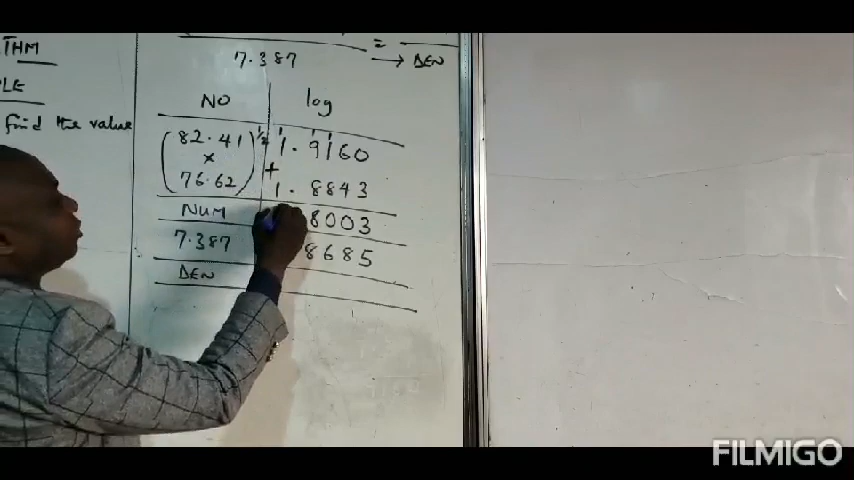 THM
PLE
find the value
=
7.387 → DEN
NO log
(82.41 × 76.62)^½
1.9160
+
1.8843
NUM 8003
7.387 8685
DEN
FILMIGO